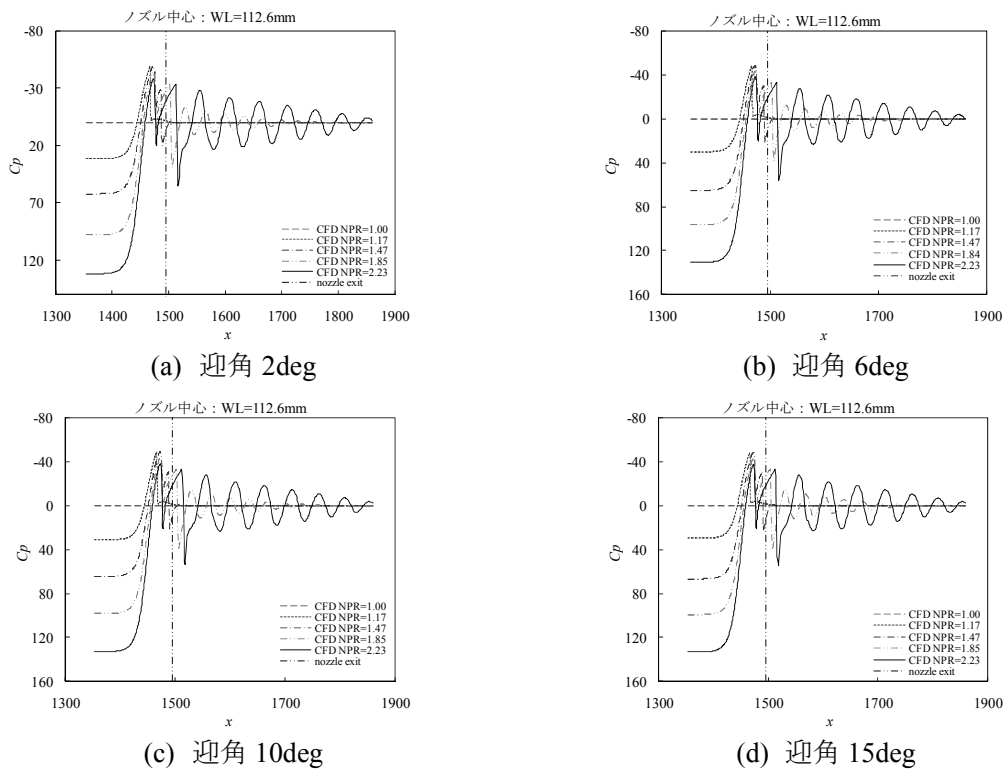 ノズル中心：WL=112.6mm
-80
-30
20
70
120
Cp
CFD NPR=1.00
CFD NPR=1.17
CFD NPR=1.47
CFD NPR=1.85
CFD NPR=2.23
nozzle exit
1300 1400 1500 1600 1700 1800 1900
x
(a) 迎角 2deg
ノズル中心：WL=112.6mm
-80
-40
0
40
80
120
160
Cp
CFD NPR=1.00
CFD NPR=1.17
CFD NPR=1.47
CFD NPR=1.84
CFD NPR=2.23
nozzle exit
1300 1500 1700 1900
x
(b) 迎角 6deg
ノズル中心：WL=112.6mm
-80
-40
0
40
80
120
160
Cp
CFD NPR=1.00
CFD NPR=1.17
CFD NPR=1.47
CFD NPR=1.85
CFD NPR=2.23
nozzle exit
1300 1500 1700 1900
x
(c) 迎角 10deg
ノズル中心：WL=112.6mm
-80
-40
0
40
80
120
160
Cp
CFD NPR=1.00
CFD NPR=1.17
CFD NPR=1.47
CFD NPR=1.85
CFD NPR=2.23
nozzle exit
1300 1500 1700 1900
x
(d) 迎角 15deg